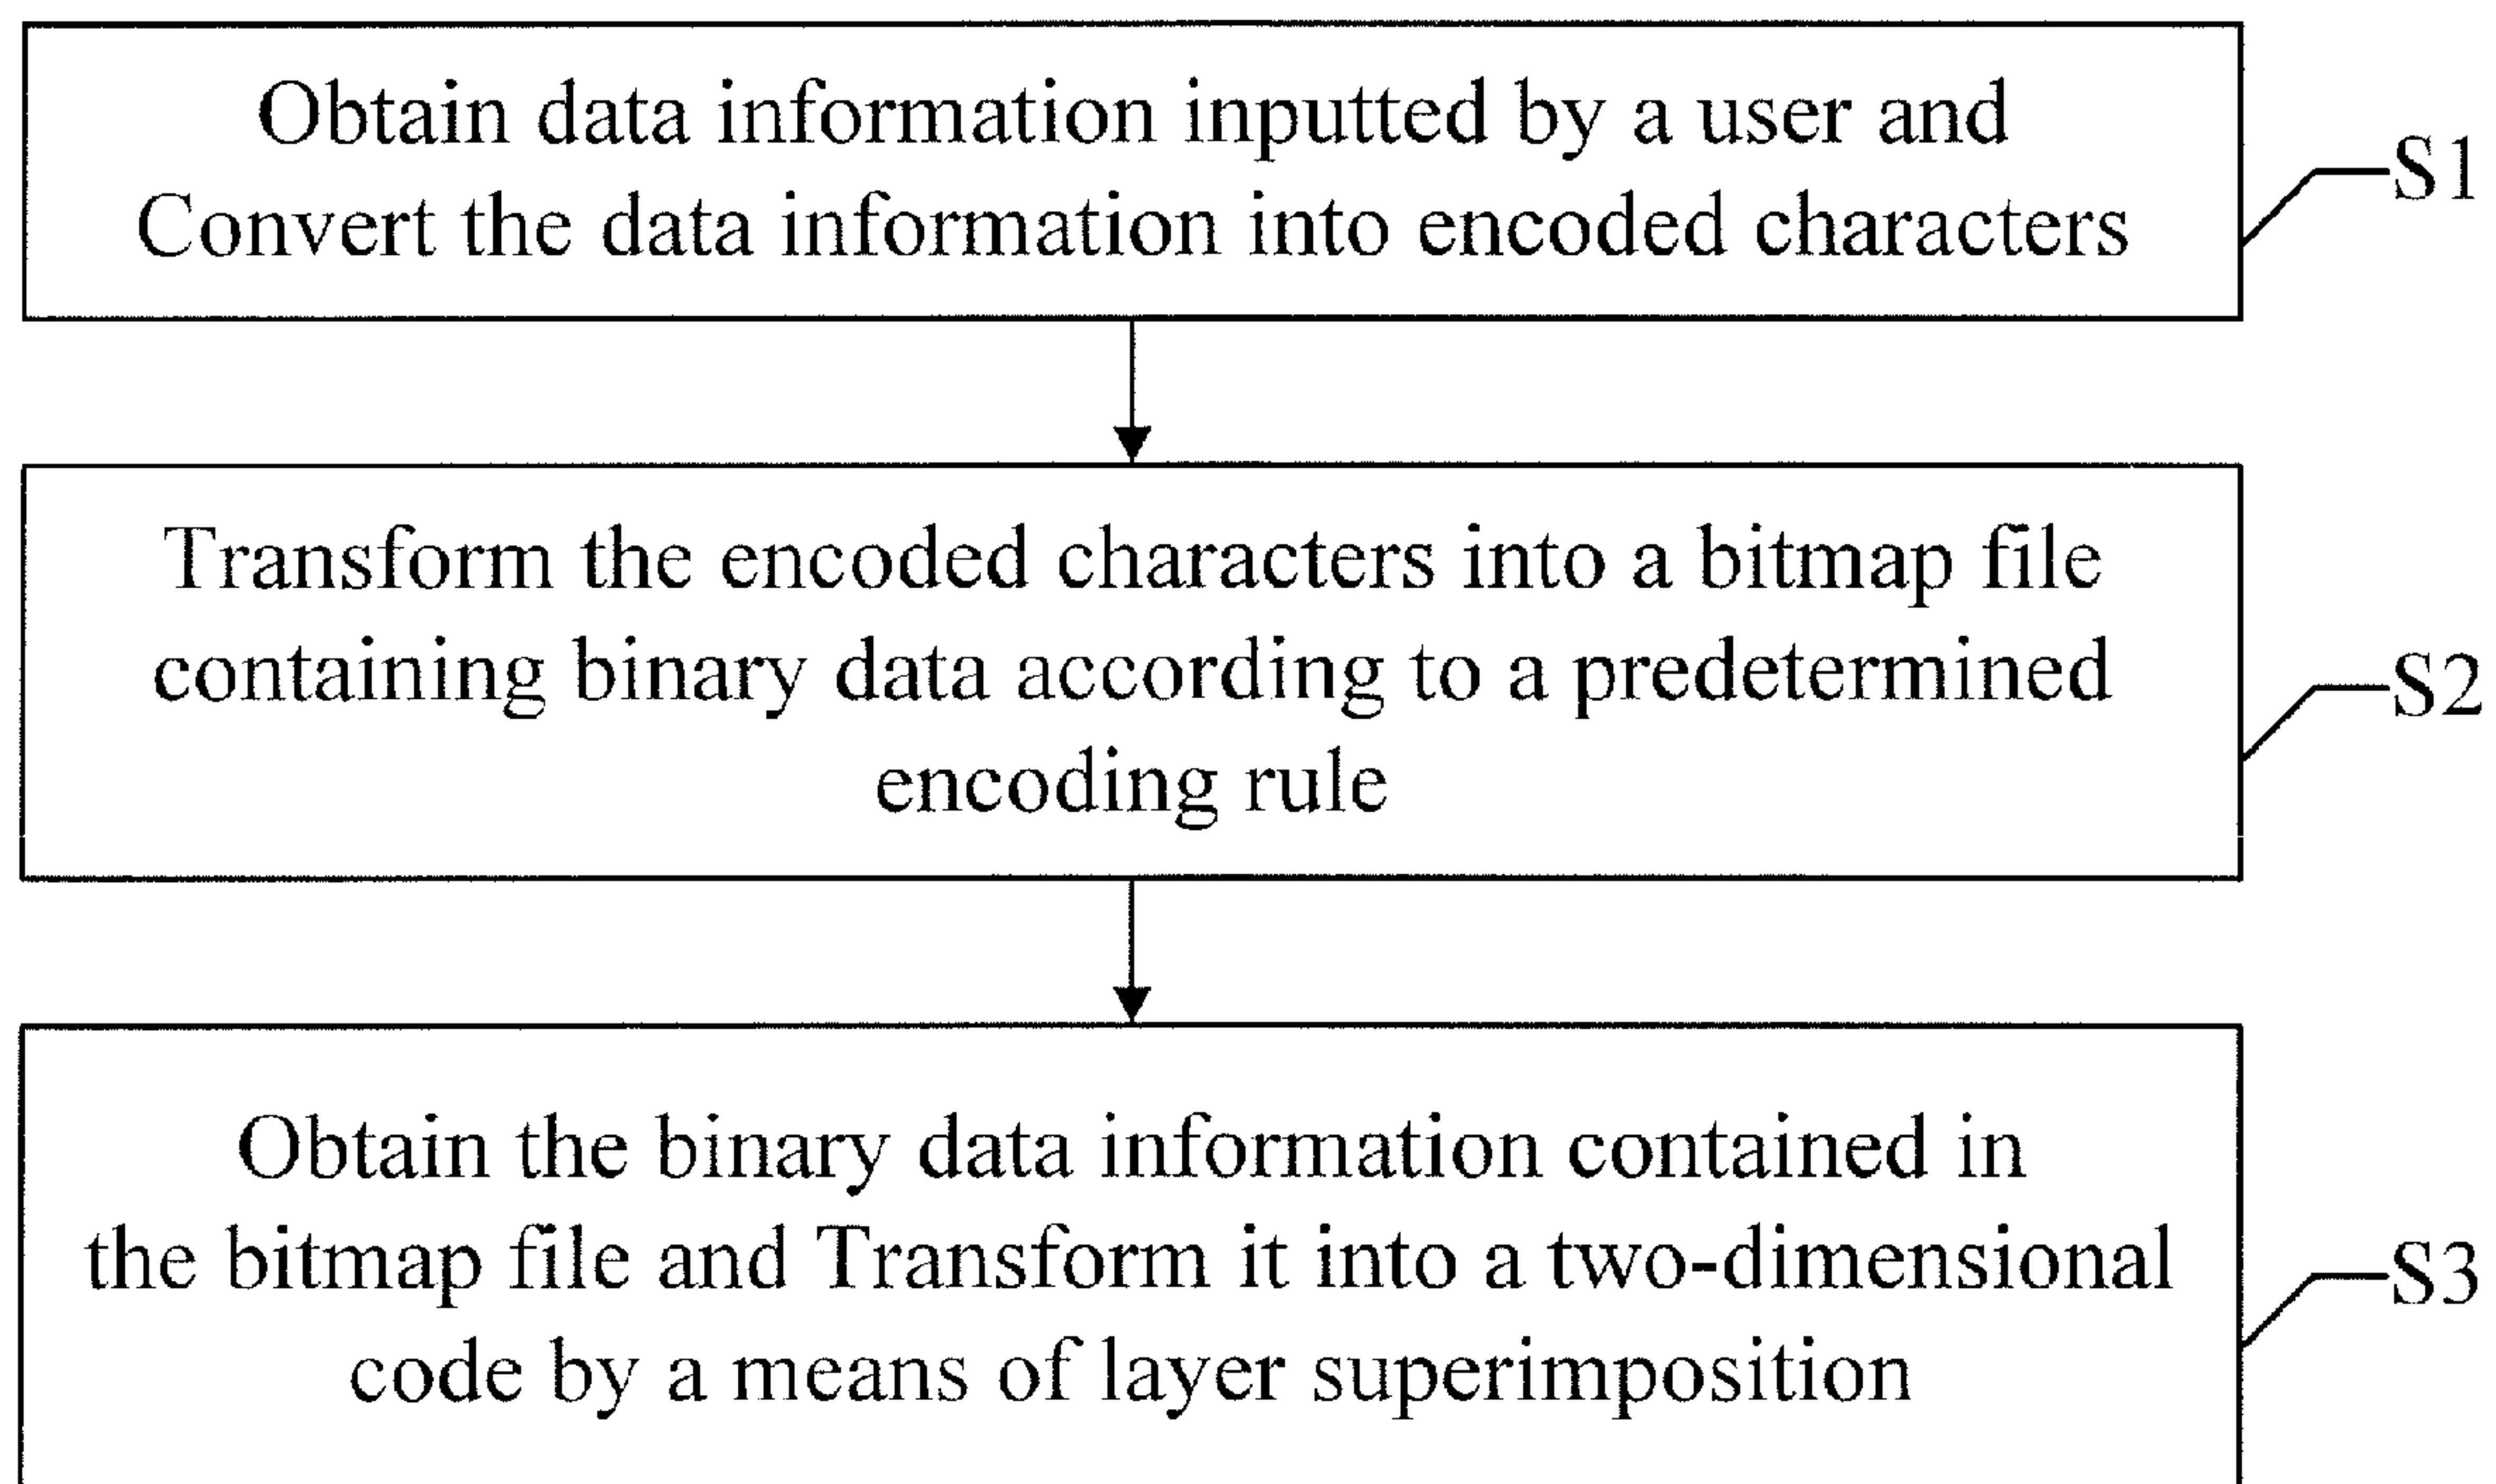 Obtain data information inputted by a user and
Convert the data information into encoded characters
S1
Transform the encoded characters into a bitmap file
containing binary data according to a predetermined
encoding rule
S2
Obtain the binary data information contained in
the bitmap file and Transform it into a two-dimensional
code by a means of layer superimposition
S3